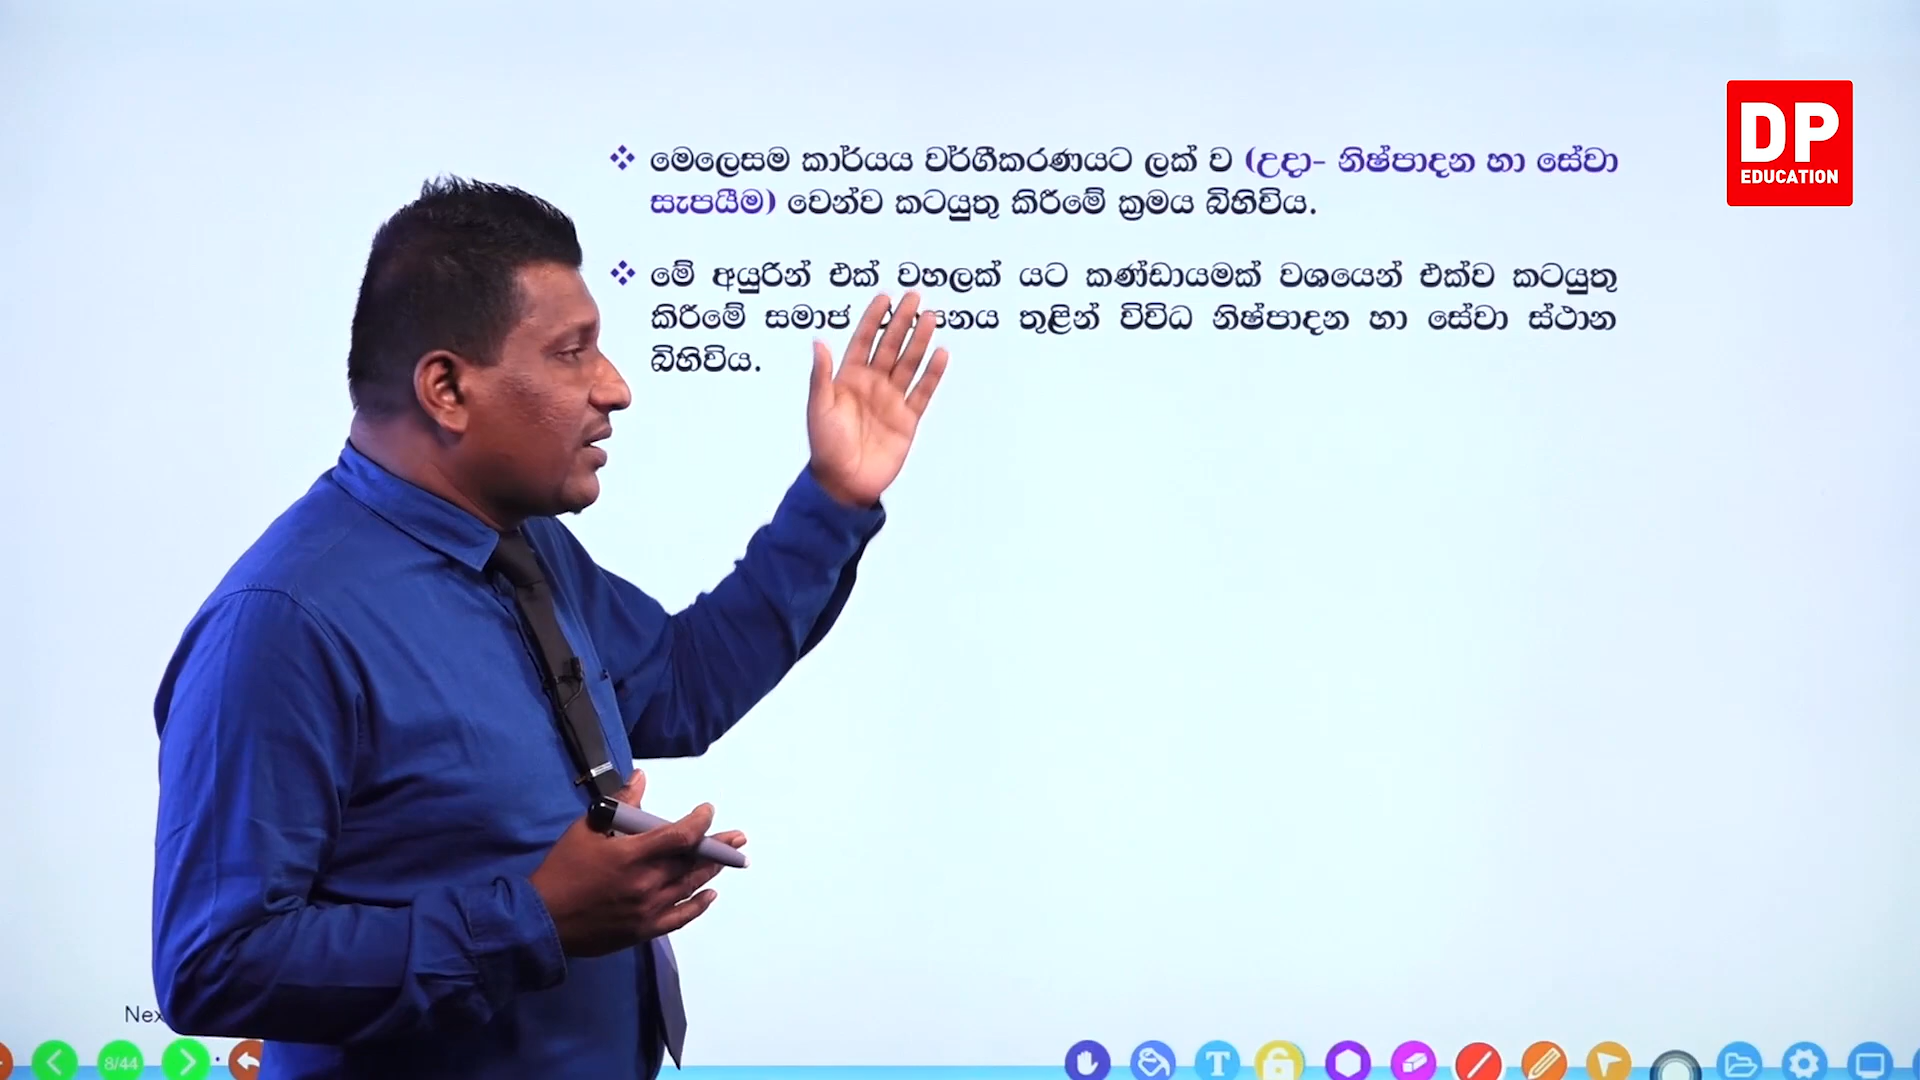 DP
EDUCATION
❖ මෙලෙසම කාර්යය වර්ගීකරණයට ලක් ව (උදා- නිෂ්පාදන හා සේවා
සැපයීම) වෙන්ව කටයුතු කිරීමේ ක්‍රමය බිහිවිය.
❖ මේ අයුරින් එක් වහලක් යට කණ්ඩායමක් වශයෙන් එක්ව කටයුතු
කිරීමේ සමාජ තුළින් විවිධ නිෂ්පාදන හා සේවා ස්ථාන
බිහිවිය.
8/44